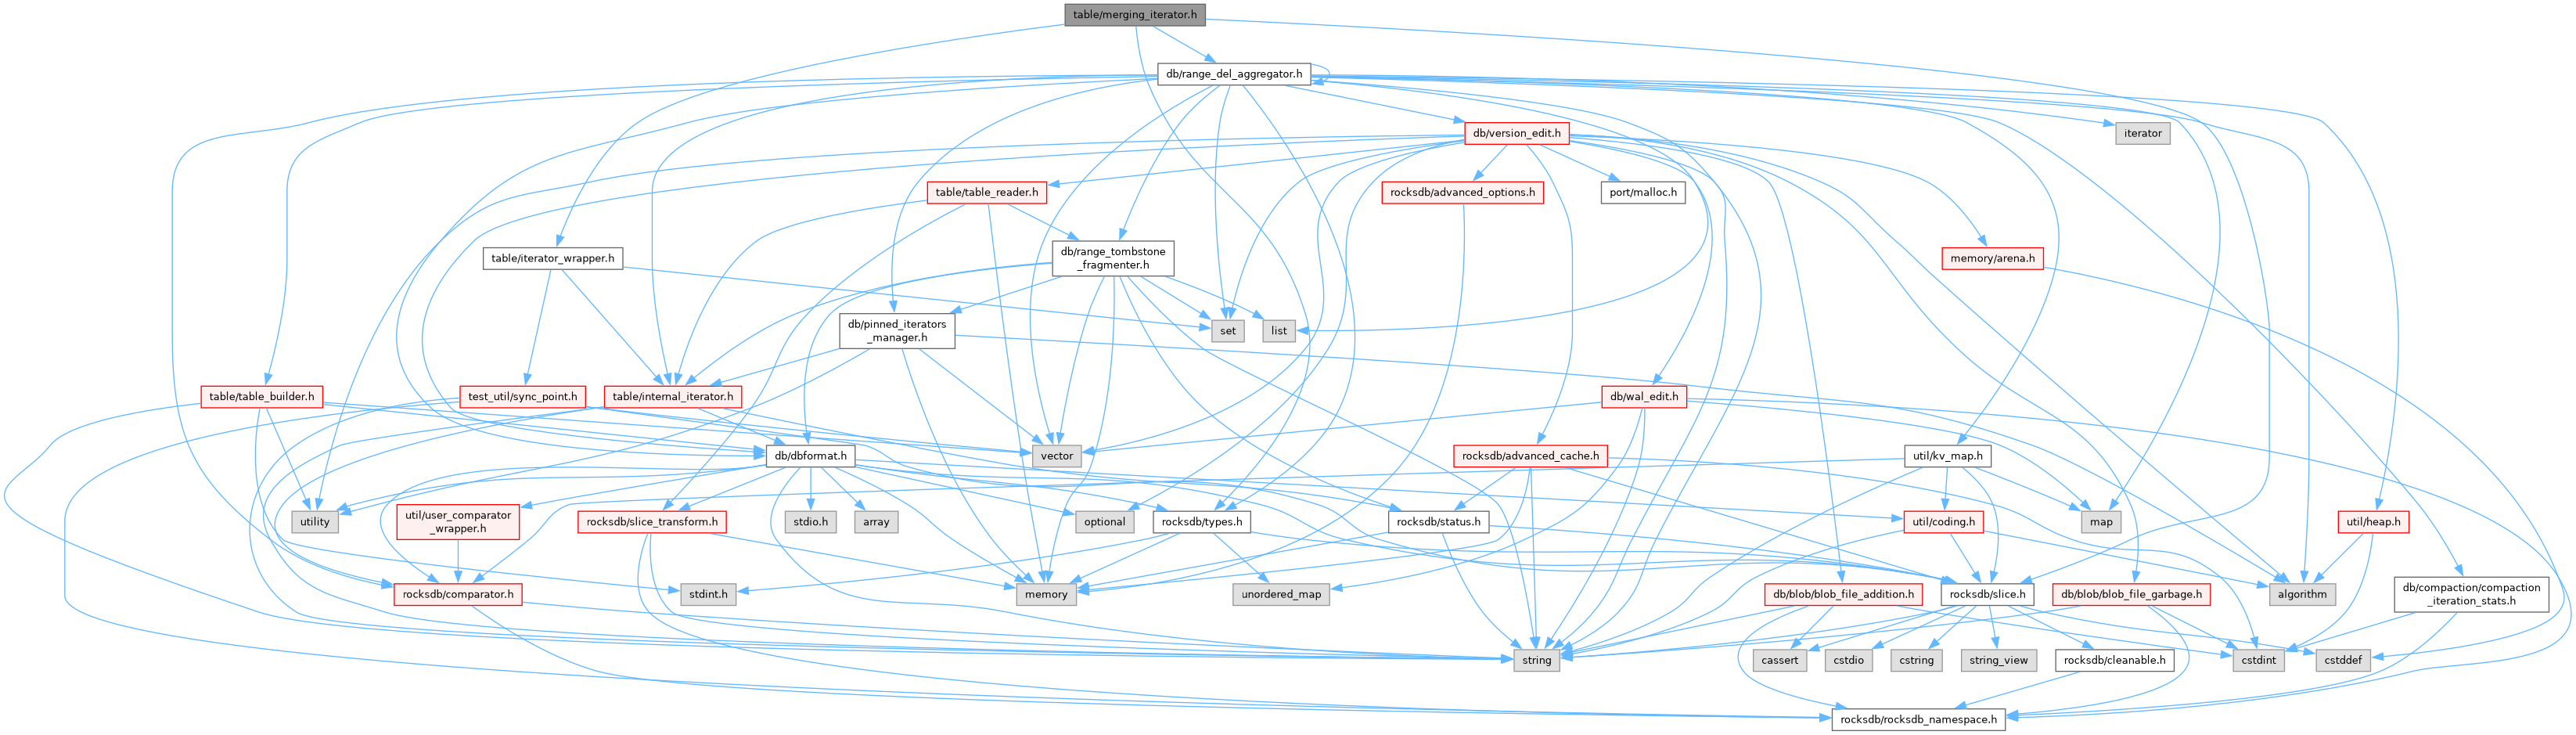 table/merging_iterator.h
db/range_del_aggregator.h
db/version_edit.h
iterator
table/table_reader.h
rocksdb/advanced_options.h
port/malloc.h
table/iterator_wrapper.h
db/range_tombstone
_fragmenter.h
memory/arena.h
db/pinned_iterators
_manager.h
set
list
table/table_builder.h
test_util/sync_point.h
table/internal_iterator.h
db/wal_edit.h
db/dbformat.h
vector
rocksdb/advanced_cache.h
util/kv_map.h
utility
util/user_comparator
_wrapper.h
rocksdb/slice_transform.h
stdio.h
array
optional
rocksdb/types.h
rocksdb/status.h
util/coding.h
map
util/heap.h
rocksdb/comparator.h
stdint.h
memory
unordered_map
db/blob/blob_file_addition.h
rocksdb/slice.h
db/blob/blob_file_garbage.h
algorithm
db/compaction/compaction
_iteration_stats.h
string
cassert
cstdio
cstring
string_view
rocksdb/cleanable.h
cstdint
cstddef
rocksdb/rocksdb_namespace.h